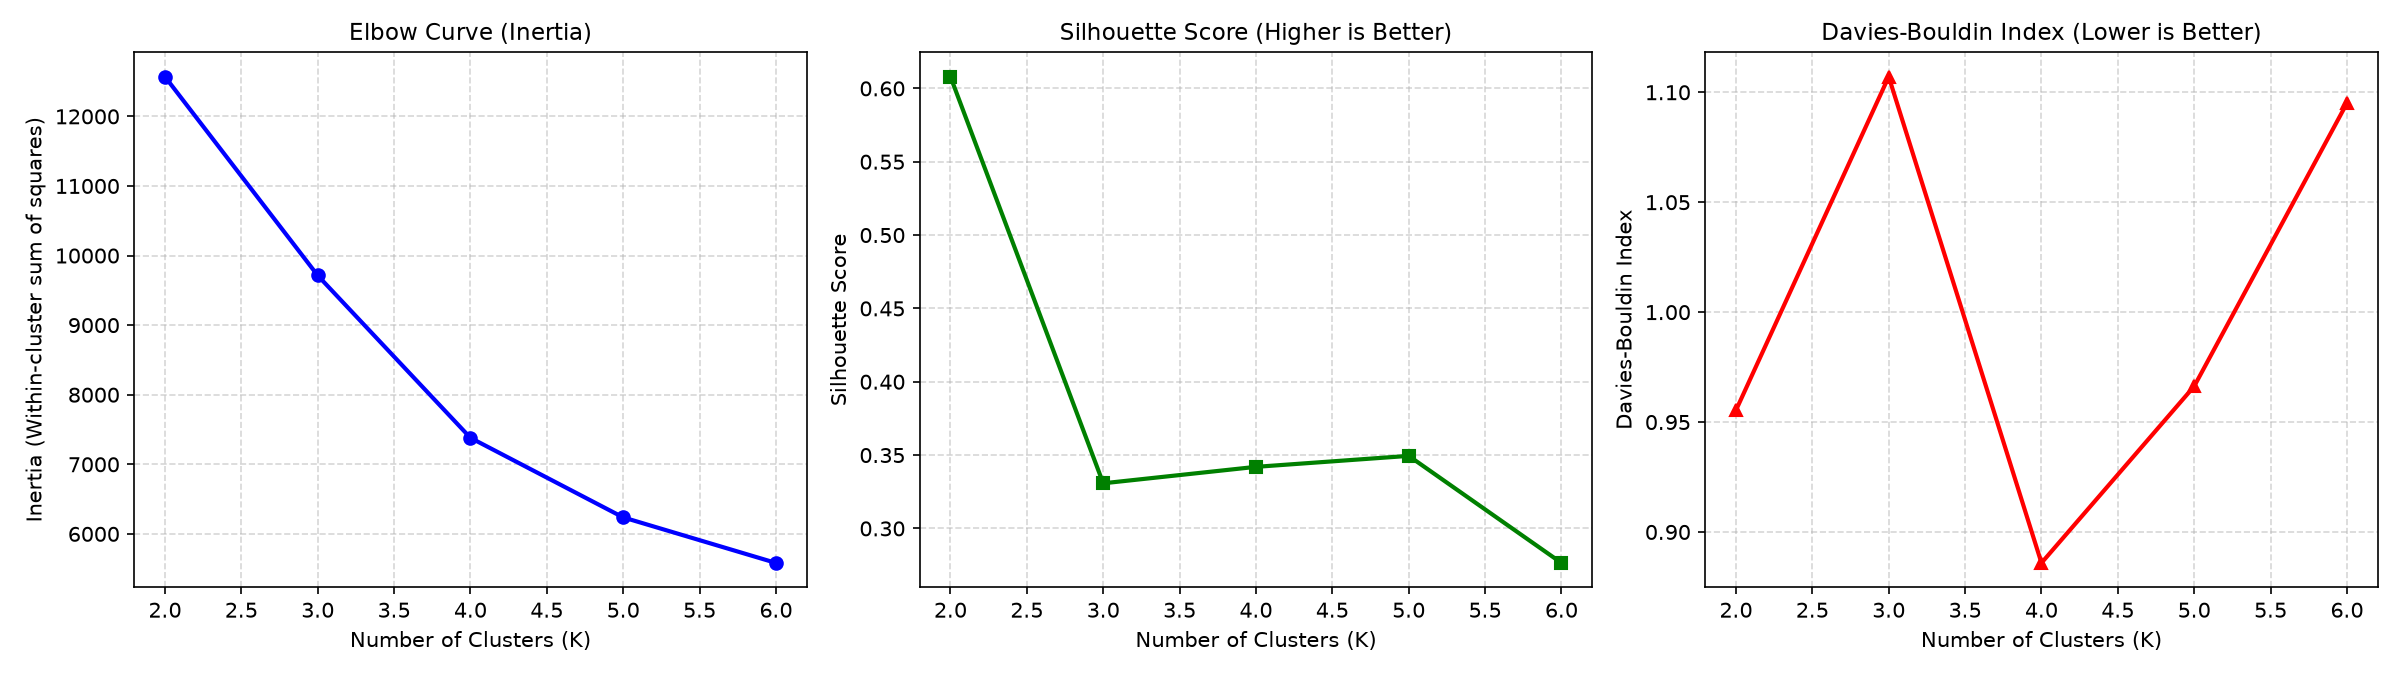 Elbow Curve (Inertia)
Inertia (Within-cluster sum of squares)
12000
11000
10000
9000
8000
7000
6000
2.0 2.5 3.0 3.5 4.0 4.5 5.0 5.5 6.0
Number of Clusters (K)
Silhouette Score (Higher is Better)
Silhouette Score
0.60
0.55
0.50
0.45
0.40
0.35
0.30
2.0 2.5 3.0 3.5 4.0 4.5 5.0 5.5 6.0
Number of Clusters (K)
Davies-Bouldin Index (Lower is Better)
Davies-Bouldin Index
1.10
1.05
1.00
0.95
0.90
2.0 2.5 3.0 3.5 4.0 4.5 5.0 5.5 6.0
Number of Clusters (K)